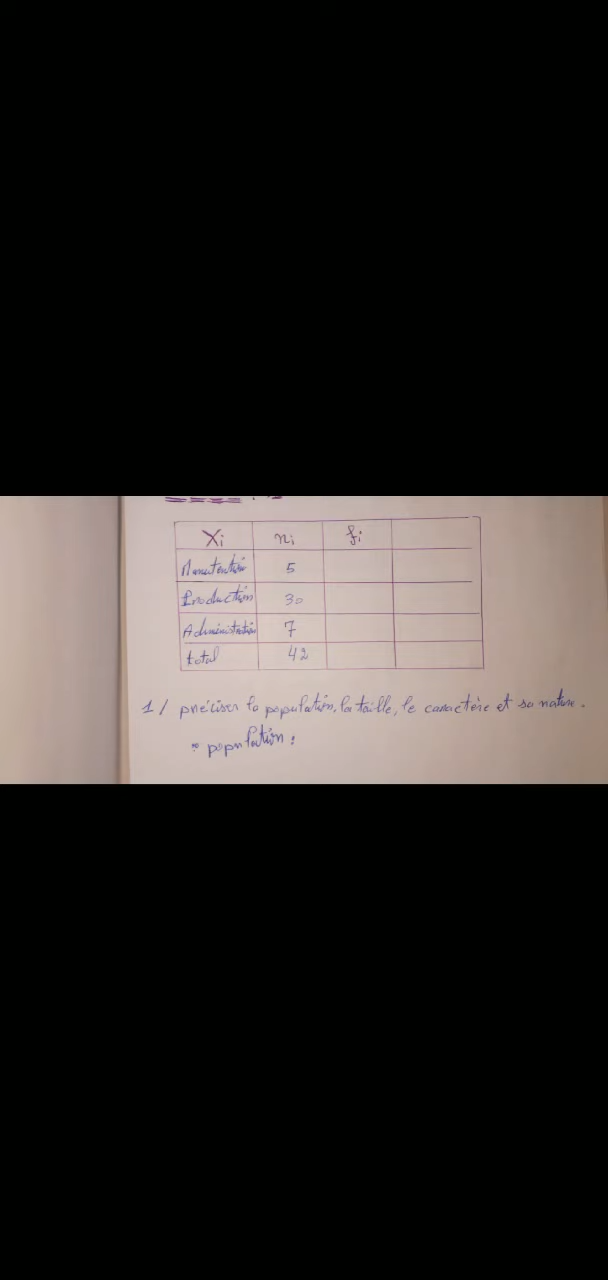 Xi ni fi
Manutention 5
Production 30
Administration 7
total 42
1/ préciser la population, la taille, le caractère et sa nature.
* population :